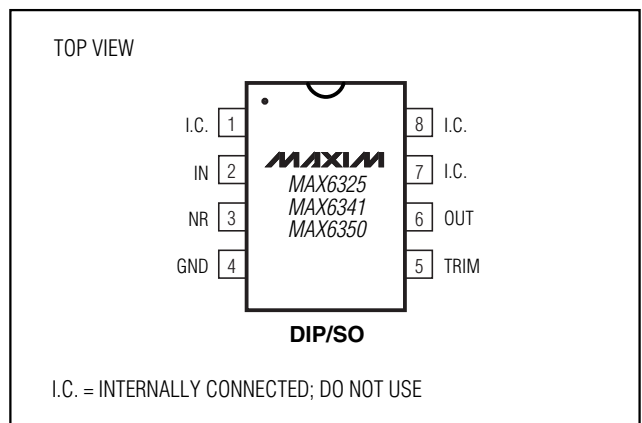 TOP VIEW
I.C. 1
8 I.C.
IN 2
MAXIM
7 I.C.
MAX6325
NR 3
MAX6341
6 OUT
MAX6350
GND 4
5 TRIM
DIP/SO
I.C. = INTERNALLY CONNECTED; DO NOT USE